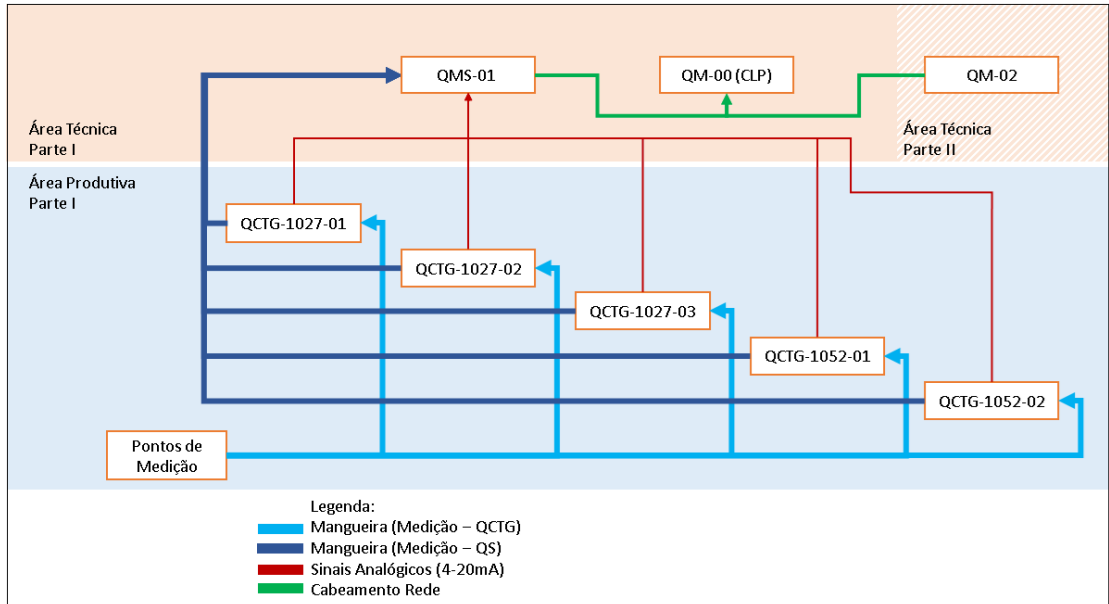 QMS-01
QM-00 (CLP)
QM-02
Área Técnica
Parte I
Área Técnica
Parte II
Área Produtiva
Parte I
QCTG-1027-01
QCTG-1027-02
QCTG-1027-03
QCTG-1052-01
QCTG-1052-02
Pontos de
Medição
Legenda:
Mangueira (Medição – QCTG)
Mangueira (Medição – QS)
Sinais Analógicos (4-20mA)
Cabeamento Rede